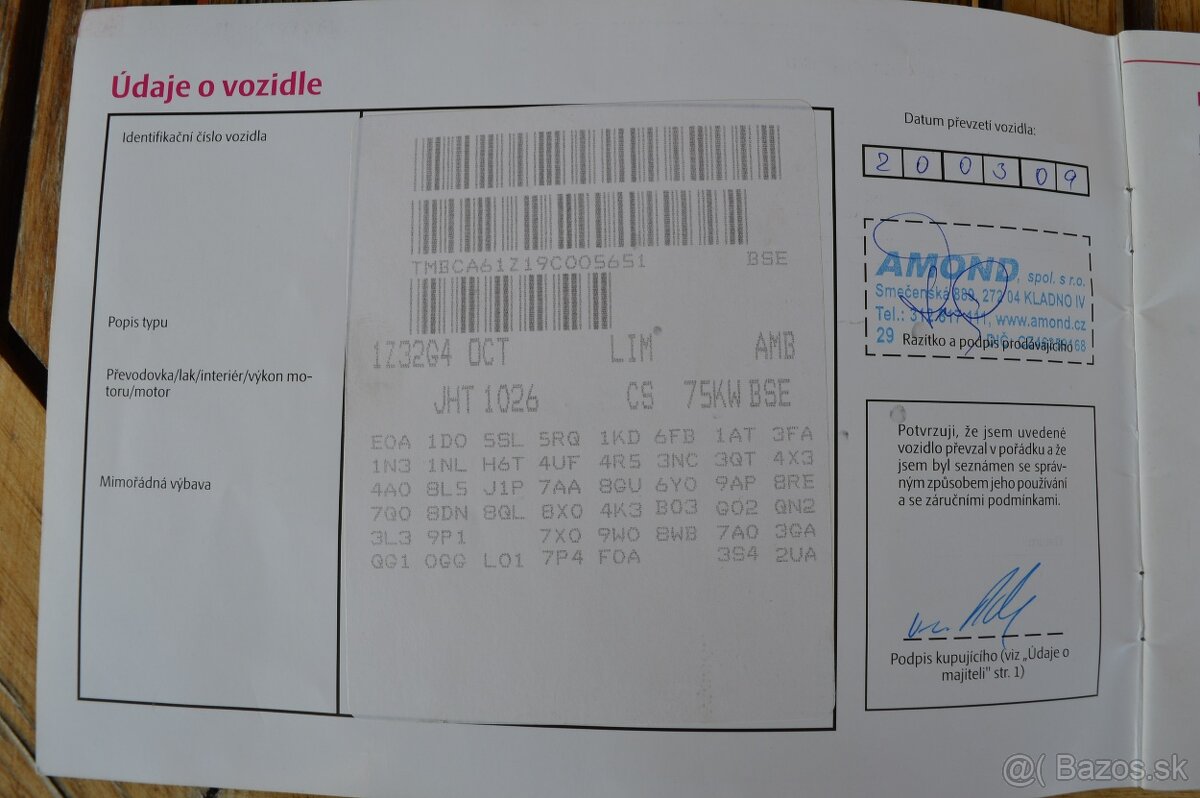 Údaje o vozidle
Identifikační číslo vozidla
TMBCA61Z19C005651 BSE
Popis typu
1Z32G4 OCT LIM AMB
Převodovka/lak/interiér/výkon mo-
toru/motor
JHT 1026 CS 75KW BSE
Mimořádná výbava
E0A 1D0 5SL 5RQ 1KD 6FB 1AT 3FA
1N3 1NL H6T 4UF 4R5 3NC 3QT 4X3
4A0 8L5 J1P 7AA 8GU 6Y0 9AP 8RE
7Q0 8DN 8QL 8X0 4K3 B03 G02 QN2
3L3 9P1 7X0 9W0 8WB 7A0 3GA
QG1 0GG L01 7P4 F0A 3S4 2UA
Datum převzetí vozidla:
200309
AMOND, spol. s r.o.
Smečenská 889, 272 04 KLADNO IV
Tel.: www.amond.cz
29
Razítko a podpis prodávajícího
Potvrzuji, že jsem uvedené
vozidlo převzal v pořádku a že
jsem byl seznámen se správ-
ným způsobem jeho používání
a se záručními podmínkami.
Podpis kupujícího (viz „Údaje o
majiteli" str. 1)
@( Bazos.sk